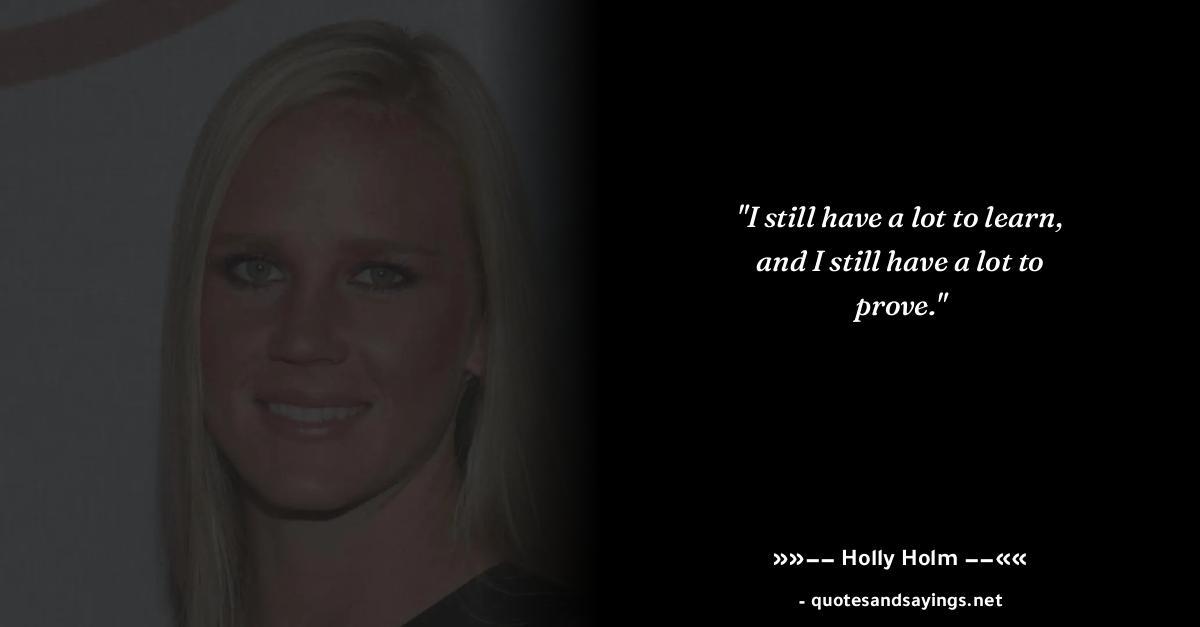 "I still have a lot to learn,
and I still have a lot to
prove."
»»–– Holly Holm ––««
- quotesandsayings.net